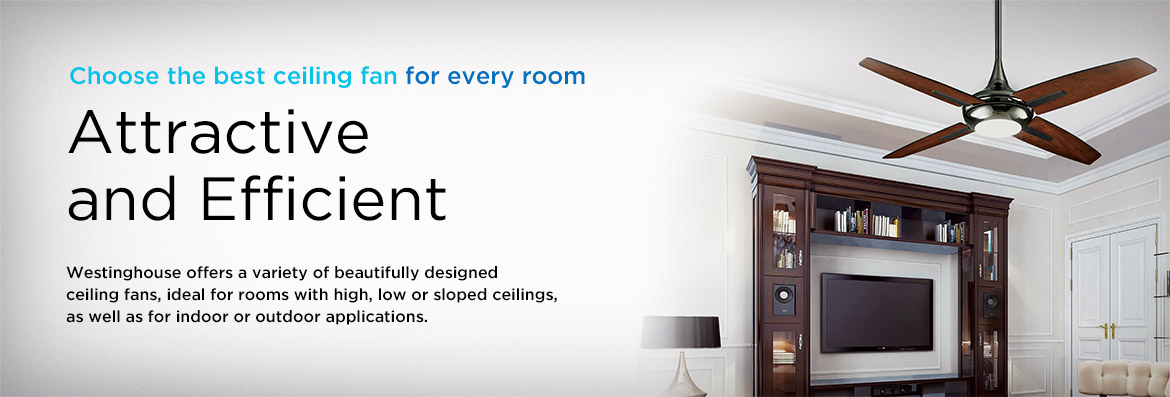 Choose the best ceiling fan for every room
Attractive
and Efficient
Westinghouse offers a variety of beautifully designed
ceiling fans, ideal for rooms with high, low or sloped ceilings,
as well as for indoor or outdoor applications.